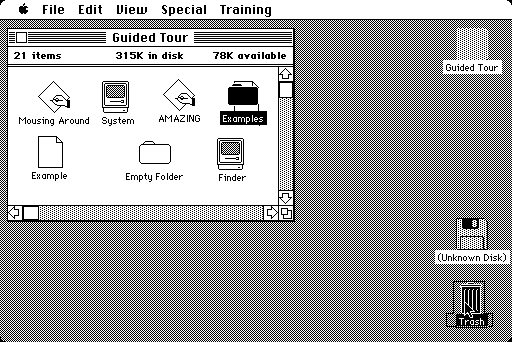 File Edit View Special Training
Guided Tour
21 items 315K in disk 78K available
Mousing Around System AMAZING Examples
Example Empty Folder Finder
Guided Tour
(Unknown Disk)
Trash